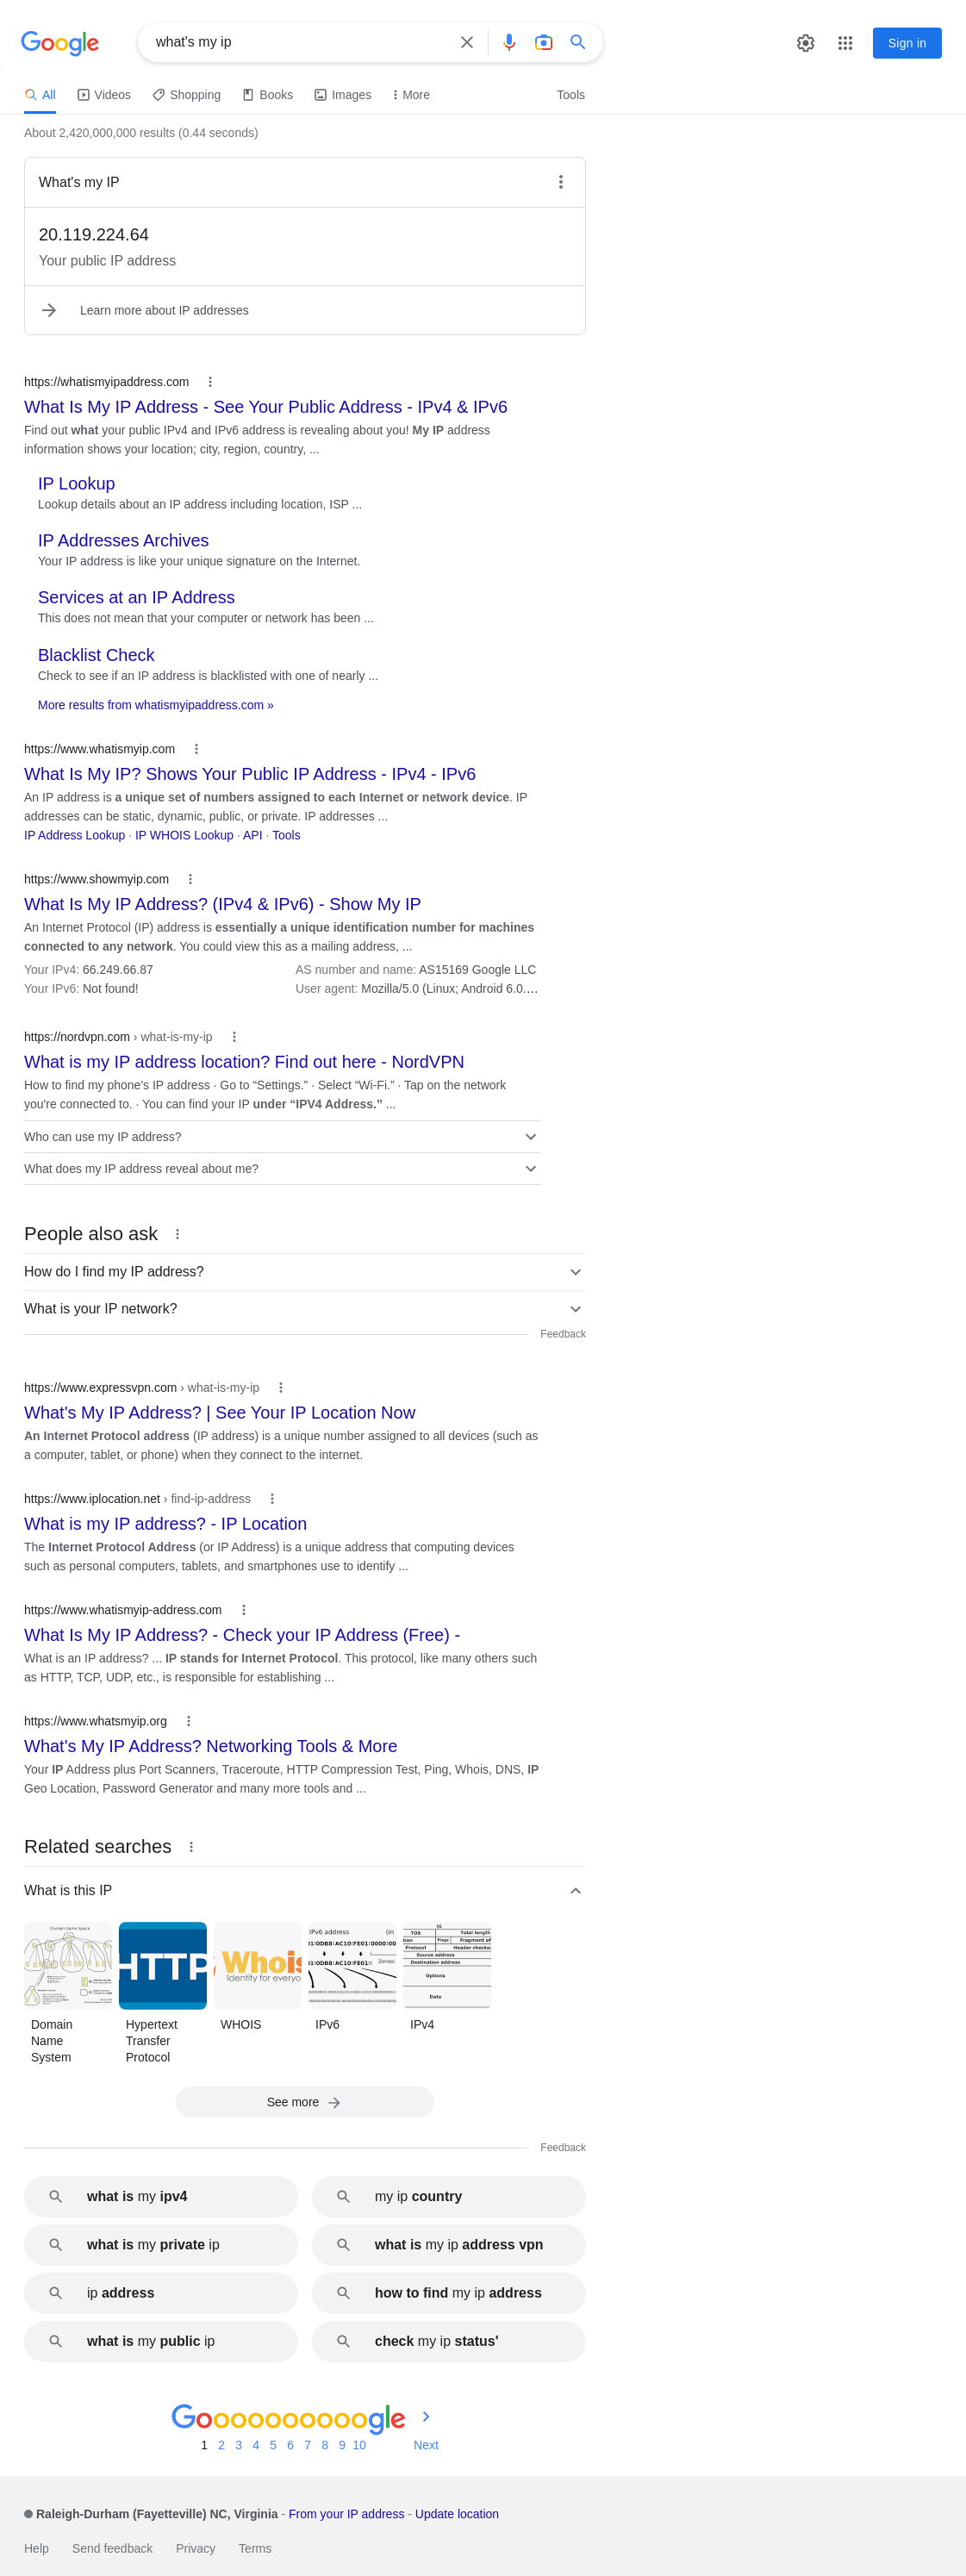 Google
what's my ip
Sign in
All Videos Shopping Books Images More Tools
About 2,420,000,000 results (0.44 seconds)
What's my IP
20.119.224.64
Your public IP address
Learn more about IP addresses
https://whatismyipaddress.com
What Is My IP Address - See Your Public Address - IPv4 & IPv6
Find out what your public IPv4 and IPv6 address is revealing about you! My IP address
information shows your location; city, region, country, ...
IP Lookup
Lookup details about an IP address including location, ISP ...
IP Addresses Archives
Your IP address is like your unique signature on the Internet.
Services at an IP Address
This does not mean that your computer or network has been ...
Blacklist Check
Check to see if an IP address is blacklisted with one of nearly ...
More results from whatismyipaddress.com »
https://www.whatismyip.com
What Is My IP? Shows Your Public IP Address - IPv4 - IPv6
An IP address is a unique set of numbers assigned to each Internet or network device. IP
addresses can be static, dynamic, public, or private. IP addresses ...
IP Address Lookup · IP WHOIS Lookup · API · Tools
https://www.showmyip.com
What Is My IP Address? (IPv4 & IPv6) - Show My IP
An Internet Protocol (IP) address is essentially a unique identification number for machines
connected to any network. You could view this as a mailing address, ...
Your IPv4: 66.249.66.87 AS number and name: AS15169 Google LLC
Your IPv6: Not found! User agent: Mozilla/5.0 (Linux; Android 6.0....
https://nordvpn.com › what-is-my-ip
What is my IP address location? Find out here - NordVPN
How to find my phone's IP address · Go to “Settings.” · Select “Wi-Fi.” · Tap on the network
you're connected to. · You can find your IP under “IPV4 Address.” ...
Who can use my IP address?
What does my IP address reveal about me?
People also ask
How do I find my IP address?
What is your IP network?
Feedback
https://www.expressvpn.com › what-is-my-ip
What's My IP Address? | See Your IP Location Now
An Internet Protocol address (IP address) is a unique number assigned to all devices (such as
a computer, tablet, or phone) when they connect to the internet.
https://www.iplocation.net › find-ip-address
What is my IP address? - IP Location
The Internet Protocol Address (or IP Address) is a unique address that computing devices
such as personal computers, tablets, and smartphones use to identify ...
https://www.whatismyip-address.com
What Is My IP Address? - Check your IP Address (Free) -
What is an IP address? ... IP stands for Internet Protocol. This protocol, like many others such
as HTTP, TCP, UDP, etc., is responsible for establishing ...
https://www.whatsmyip.org
What's My IP Address? Networking Tools & More
Your IP Address plus Port Scanners, Traceroute, HTTP Compression Test, Ping, Whois, DNS, IP
Geo Location, Password Generator and many more tools and ...
Related searches
What is this IP
Domain Name Space
HTTP
Whois
Identity for everyo
IPv6 address (in
Zeroes
TOS Total length
Flags
Protocol Header checksu
Source address
Destination address
Options
Data
Domain Name System
Hypertext Transfer Protocol
WHOIS
IPv6
IPv4
See more
Feedback
what is my ipv4
my ip country
what is my private ip
what is my ip address vpn
ip address
how to find my ip address
what is my public ip
check my ip status'
Goooooooooogle
1 2 3 4 5 6 7 8 9 10 Next
Raleigh-Durham (Fayetteville) NC, Virginia - From your IP address - Update location
Help Send feedback Privacy Terms